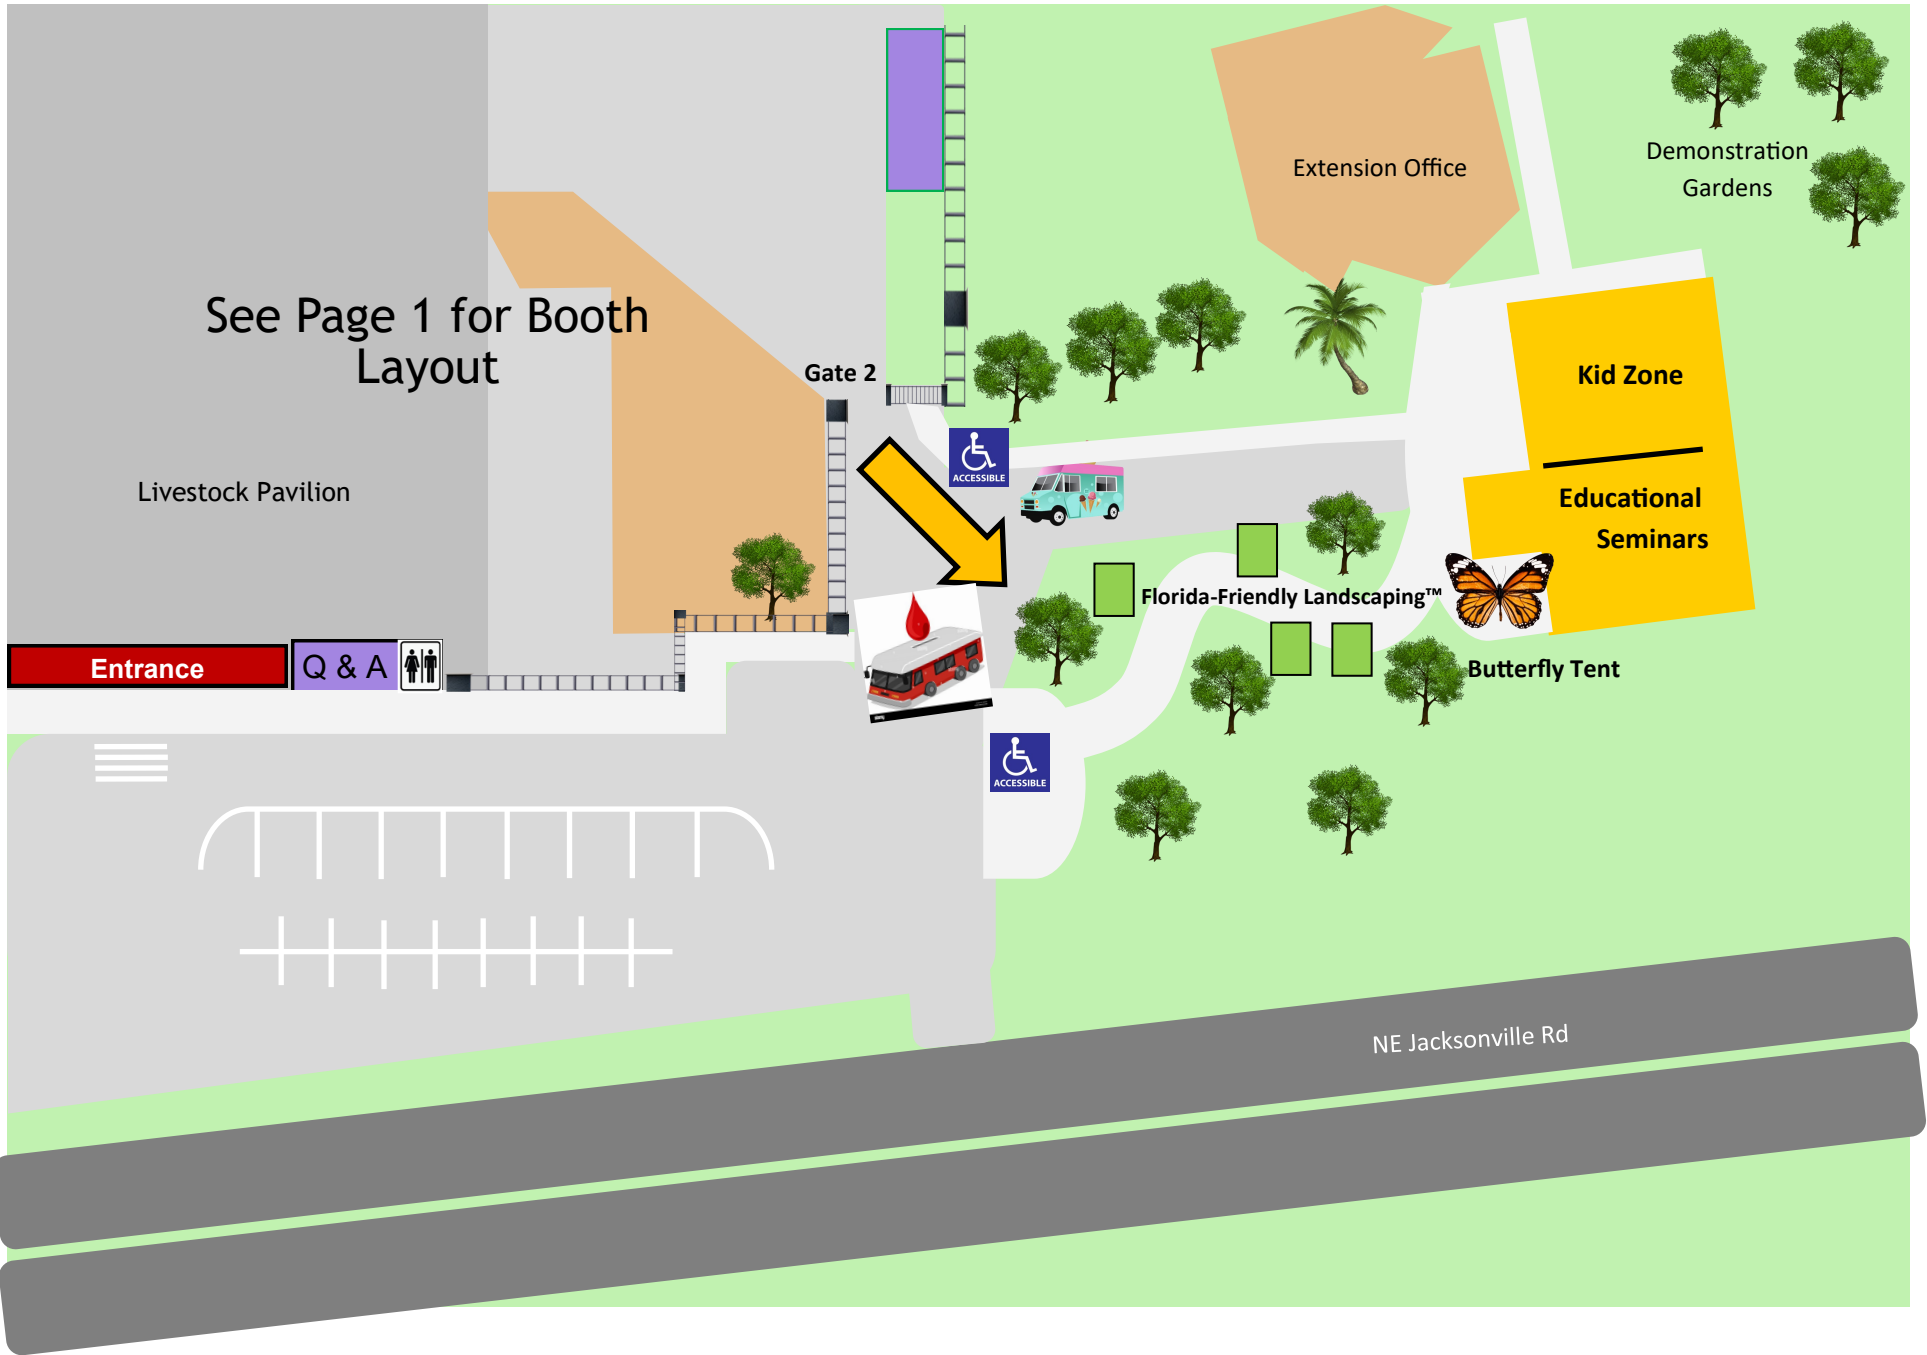 Extension Office
Demonstration
Gardens
See Page 1 for Booth
Layout
Gate 2
Kid Zone
Livestock Pavilion
ACCESSIBLE
Educational
Seminars
Florida-Friendly Landscaping™
Entrance
Q & A
Butterfly Tent
ACCESSIBLE
NE Jacksonville Rd